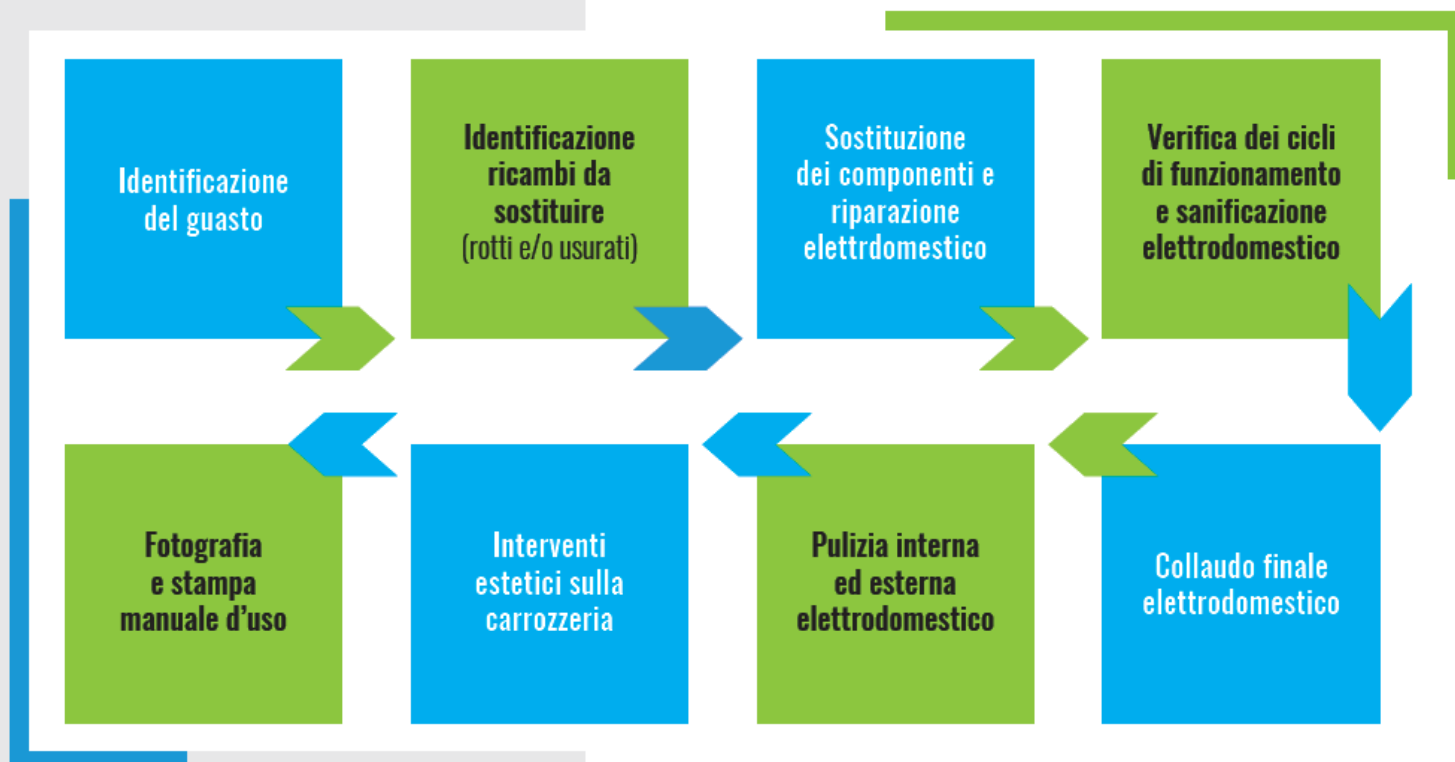 Identificazione
del guasto
Identificazione
ricambi da
sostituire
(rotti e/o usurati)
Sostituzione
dei componenti e
riparazione
elettrdomestico
Verifica dei cicli
di funzionamento
e sanificazione
elettrodomestico
Collaudo finale
elettrodomestico
Pulizia interna
ed esterna
elettrodomestico
Interventi
estetici sulla
carrozzeria
Fotografia
e stampa
manuale d’uso